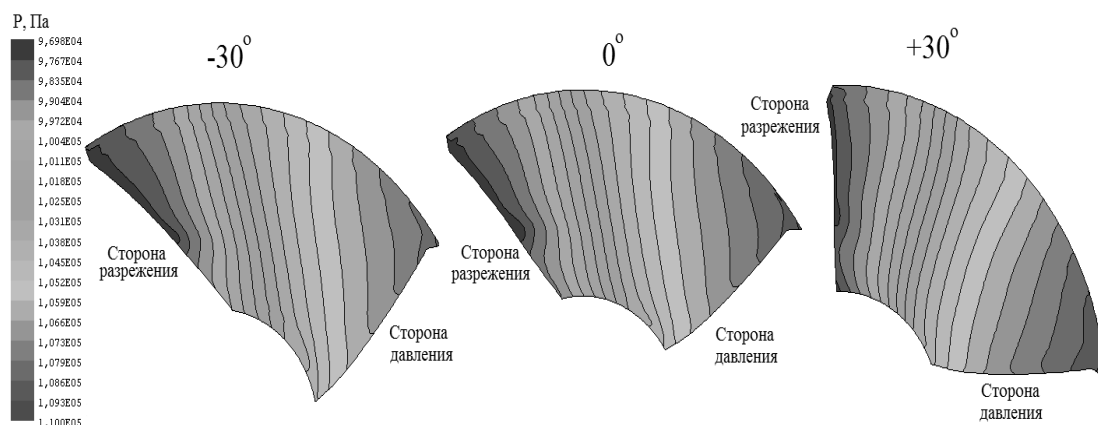 P, Па
-30°
0°
+30°
9,698E04
9,767E04
9,835E04
9,904E04
9,972E04
1,004E05
1,011E05
1,018E05
1,025E05
1,031E05
1,038E05
1,045E05
1,052E05
1,059E05
1,066E05
1,073E05
1,079E05
1,086E05
1,093E05
1,100E05
Сторона
разрежения
Сторона
давления
Сторона
разрежения
Сторона
давления
Сторона
разрежения
Сторона
давления